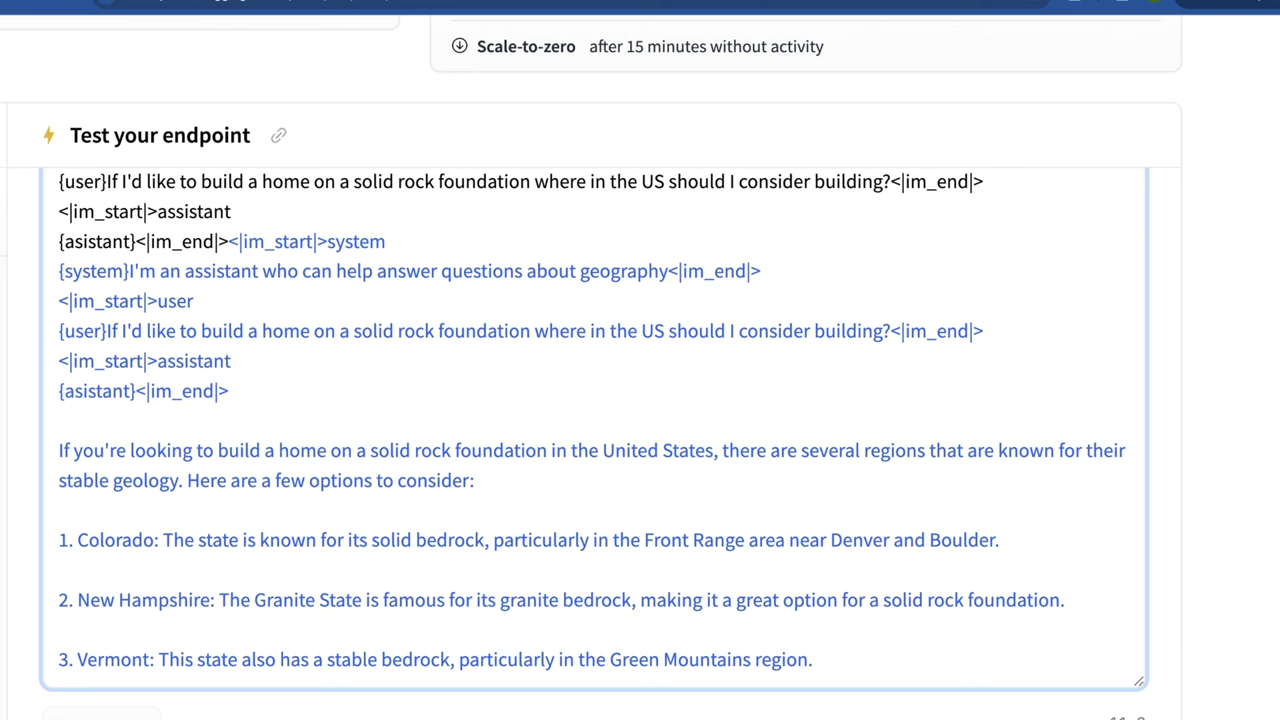 Scale-to-zero after 15 minutes without activity
Test your endpoint
{user}If I'd like to build a home on a solid rock foundation where in the US should I consider building?<|im_end|>
<|im_start|>assistant
{asistant}<|im_end|><|im_start|>system
{system}I'm an assistant who can help answer questions about geography<|im_end|>
<|im_start|>user
{user}If I'd like to build a home on a solid rock foundation where in the US should I consider building?<|im_end|>
<|im_start|>assistant
{asistant}<|im_end|>
If you're looking to build a home on a solid rock foundation in the United States, there are several regions that are known for their
stable geology. Here are a few options to consider:
1. Colorado: The state is known for its solid bedrock, particularly in the Front Range area near Denver and Boulder.
2. New Hampshire: The Granite State is famous for its granite bedrock, making it a great option for a solid rock foundation.
3. Vermont: This state also has a stable bedrock, particularly in the Green Mountains region.